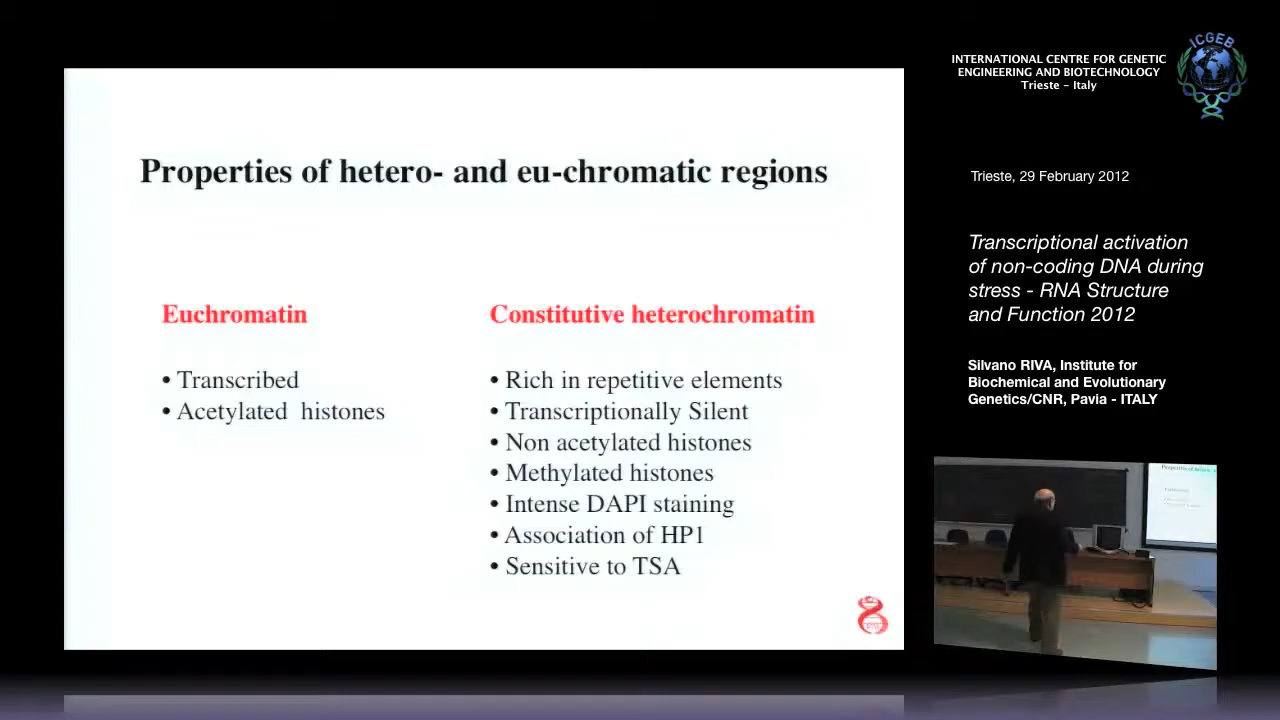 Properties of hetero- and eu-chromatic regions
Euchromatin
• Transcribed
• Acetylated histones
Constitutive heterochromatin
• Rich in repetitive elements
• Transcriptionally Silent
• Non acetylated histones
• Methylated histones
• Intense DAPI staining
• Association of HP1
• Sensitive to TSA
INTERNATIONAL CENTRE FOR GENETIC
ENGINEERING AND BIOTECHNOLOGY
Trieste - Italy
ICGEB
Trieste, 29 February 2012
Transcriptional activation
of non-coding DNA during
stress - RNA Structure
and Function 2012
Silvano RIVA, Institute for
Biochemical and Evolutionary
Genetics/CNR, Pavia - ITALY